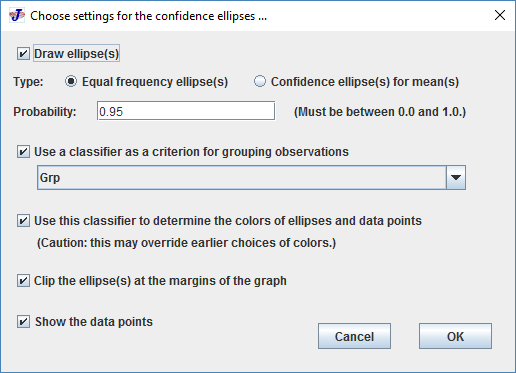 Choose settings for the confidence ellipses ...
Draw ellipse(s)
Type: Equal frequency ellipse(s) Confidence ellipse(s) for mean(s)
Probability: 0.95 (Must be between 0.0 and 1.0.)
Use a classifier as a criterion for grouping observations
Grp
Use this classifier to determine the colors of ellipses and data points
(Caution: this may override earlier choices of colors.)
Clip the ellipse(s) at the margins of the graph
Show the data points
Cancel OK